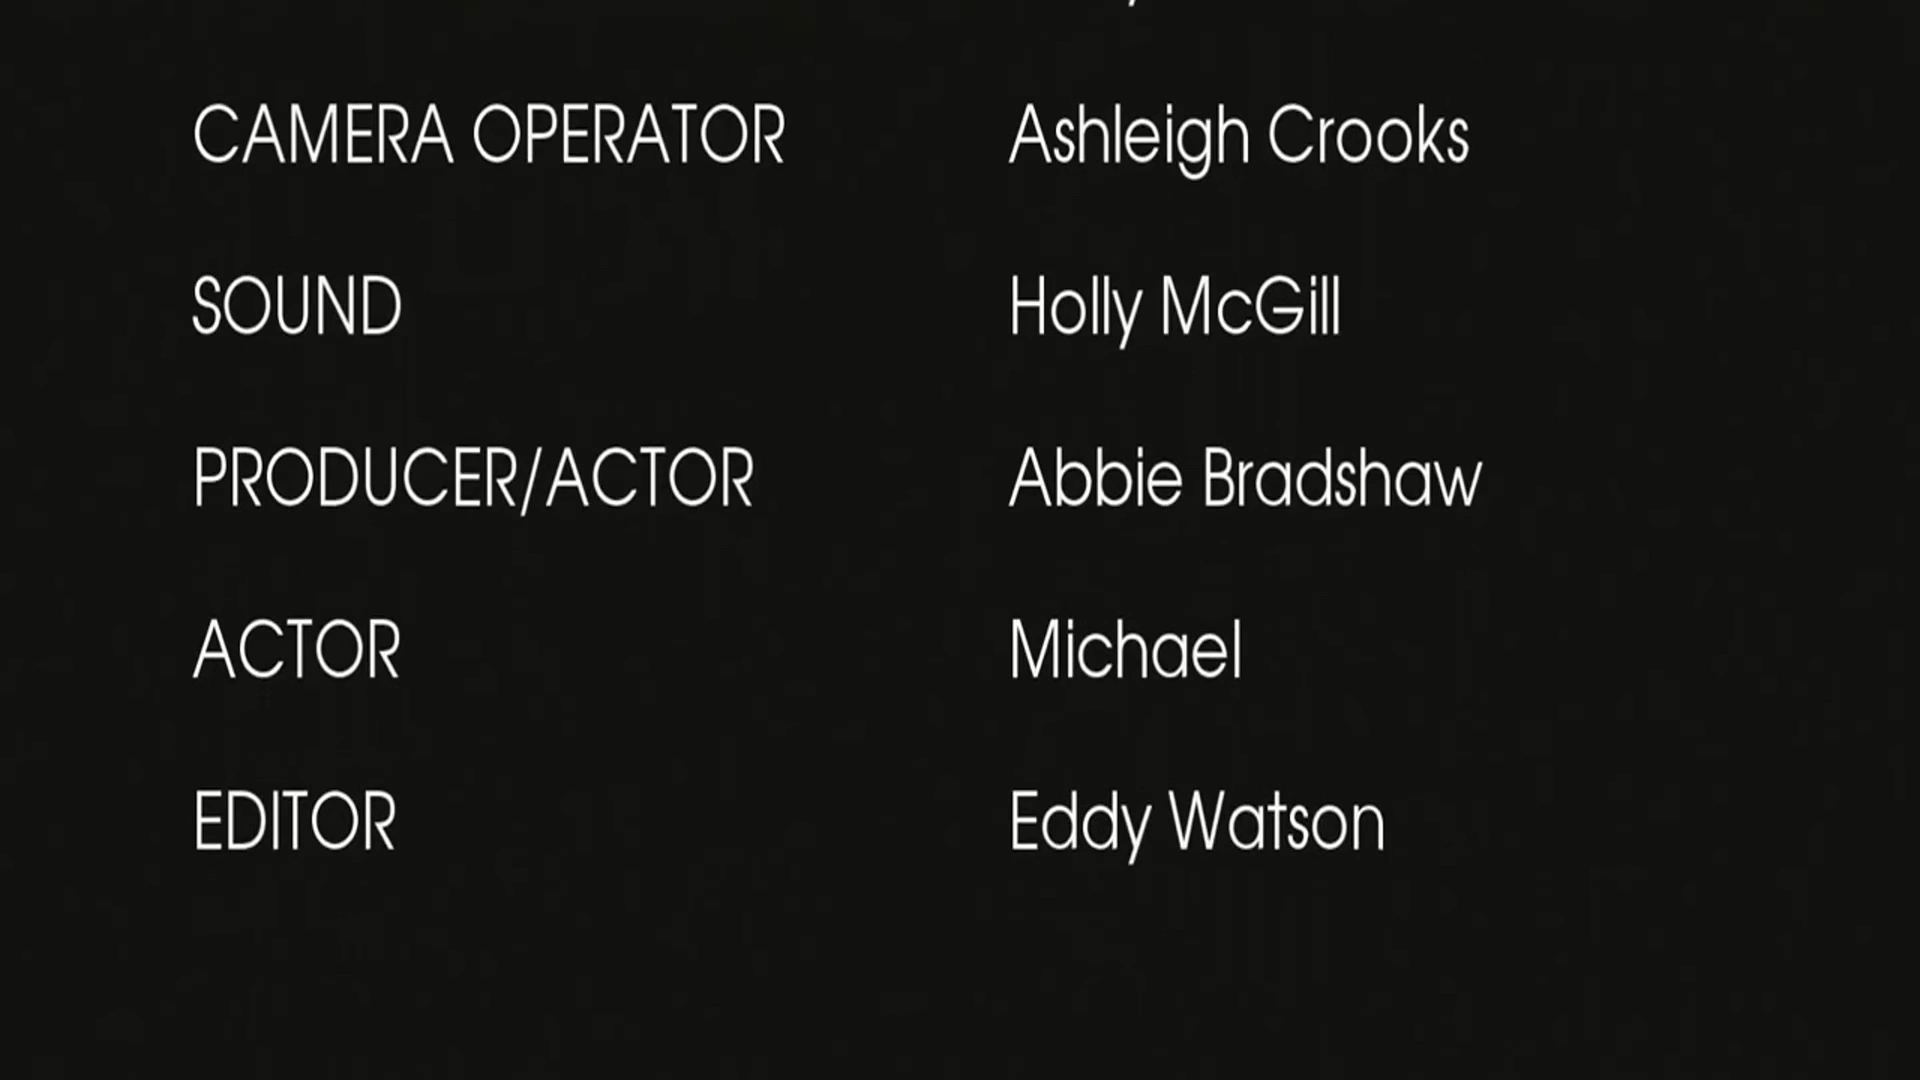 CAMERA OPERATOR Ashleigh Crooks
SOUND Holly McGill
PRODUCER/ACTOR Abbie Bradshaw
ACTOR Michael
EDITOR Eddy Watson